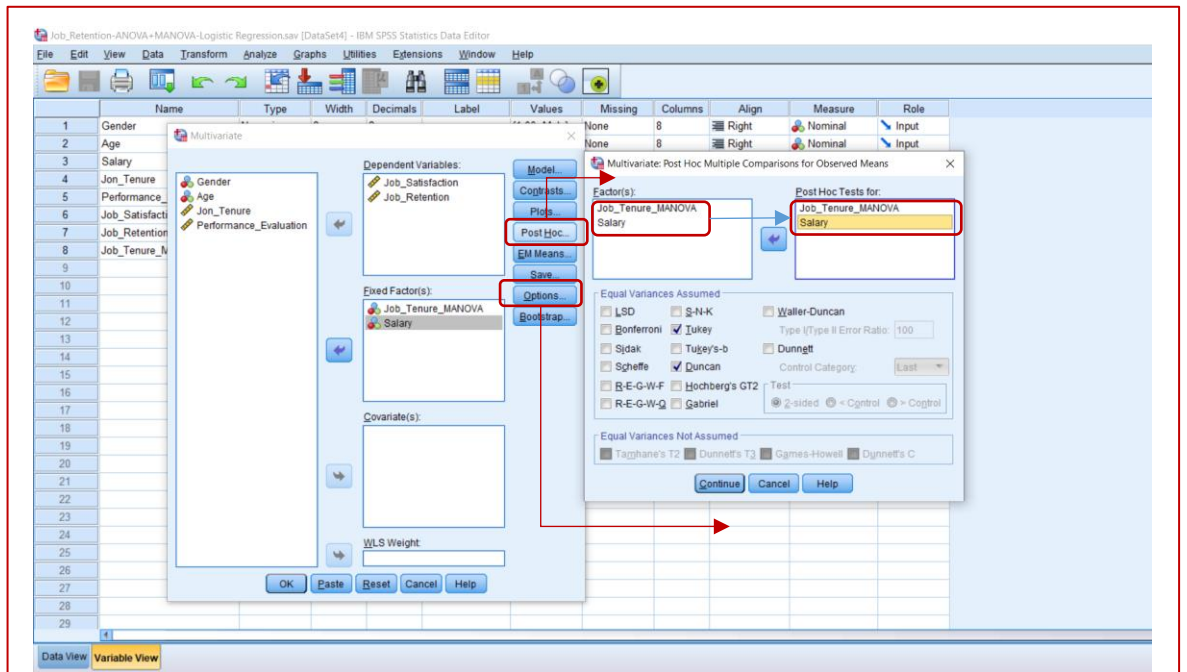 Job_Retention-ANOVA+MANOVA-Logistic Regression.sav [DataSet4] - IBM SPSS Statistics Data Editor
File Edit View Data Transform Analyze Graphs Utilities Extensions Window Help
Name Type Width Decimals Label Values Missing Columns Align Measure Role
1 Gender None 8 Right Nominal Input
2 Age None 8 Right Nominal Input
3 Salary
4 Jon_Tenure
5 Performance_
6 Job_Satisfacti
7 Job_Retention
8 Job_Tenure_M
9
10
11
12
13
14
15
16
17
18
19
20
21
22
23
24
25
26
27
28
29
Multivariate
Gender
Age
Jon_Tenure
Performance_Evaluation
Dependent Variables:
Job_Satisfaction
Job_Retention
Fixed Factor(s):
Job_Tenure_MANOVA
Salary
Covariate(s):
WLS Weight:
Model...
Contrasts...
Plots...
Post Hoc...
EM Means...
Save...
Options...
Bootstrap...
OK Paste Reset Cancel Help
Multivariate: Post Hoc Multiple Comparisons for Observed Means
Factor(s):
Job_Tenure_MANOVA
Salary
Post Hoc Tests for:
Job_Tenure_MANOVA
Salary
Equal Variances Assumed
LSD S-N-K Waller-Duncan
Bonferroni Tukey Type I/Type II Error Ratio: 100
Sidak Tukey's-b Dunnett
Scheffe Duncan Control Category: Last
R-E-G-W-F Hochberg's GT2 Test
R-E-G-W-Q Gabriel 2-sided < Control > Control
Equal Variances Not Assumed
Tamhane's T2 Dunnett's T3 Games-Howell Dunnett's C
Continue Cancel Help
Data View Variable View